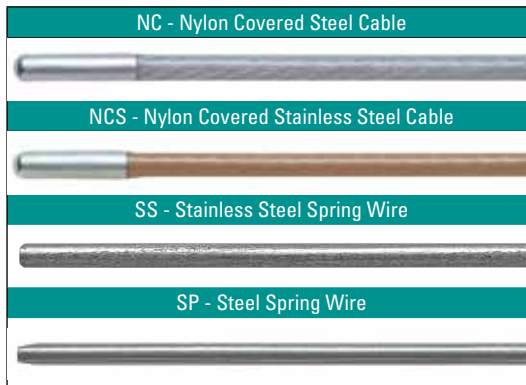 NC - Nylon Covered Steel Cable
NCS - Nylon Covered Stainless Steel Cable
SS - Stainless Steel Spring Wire
SP - Steel Spring Wire